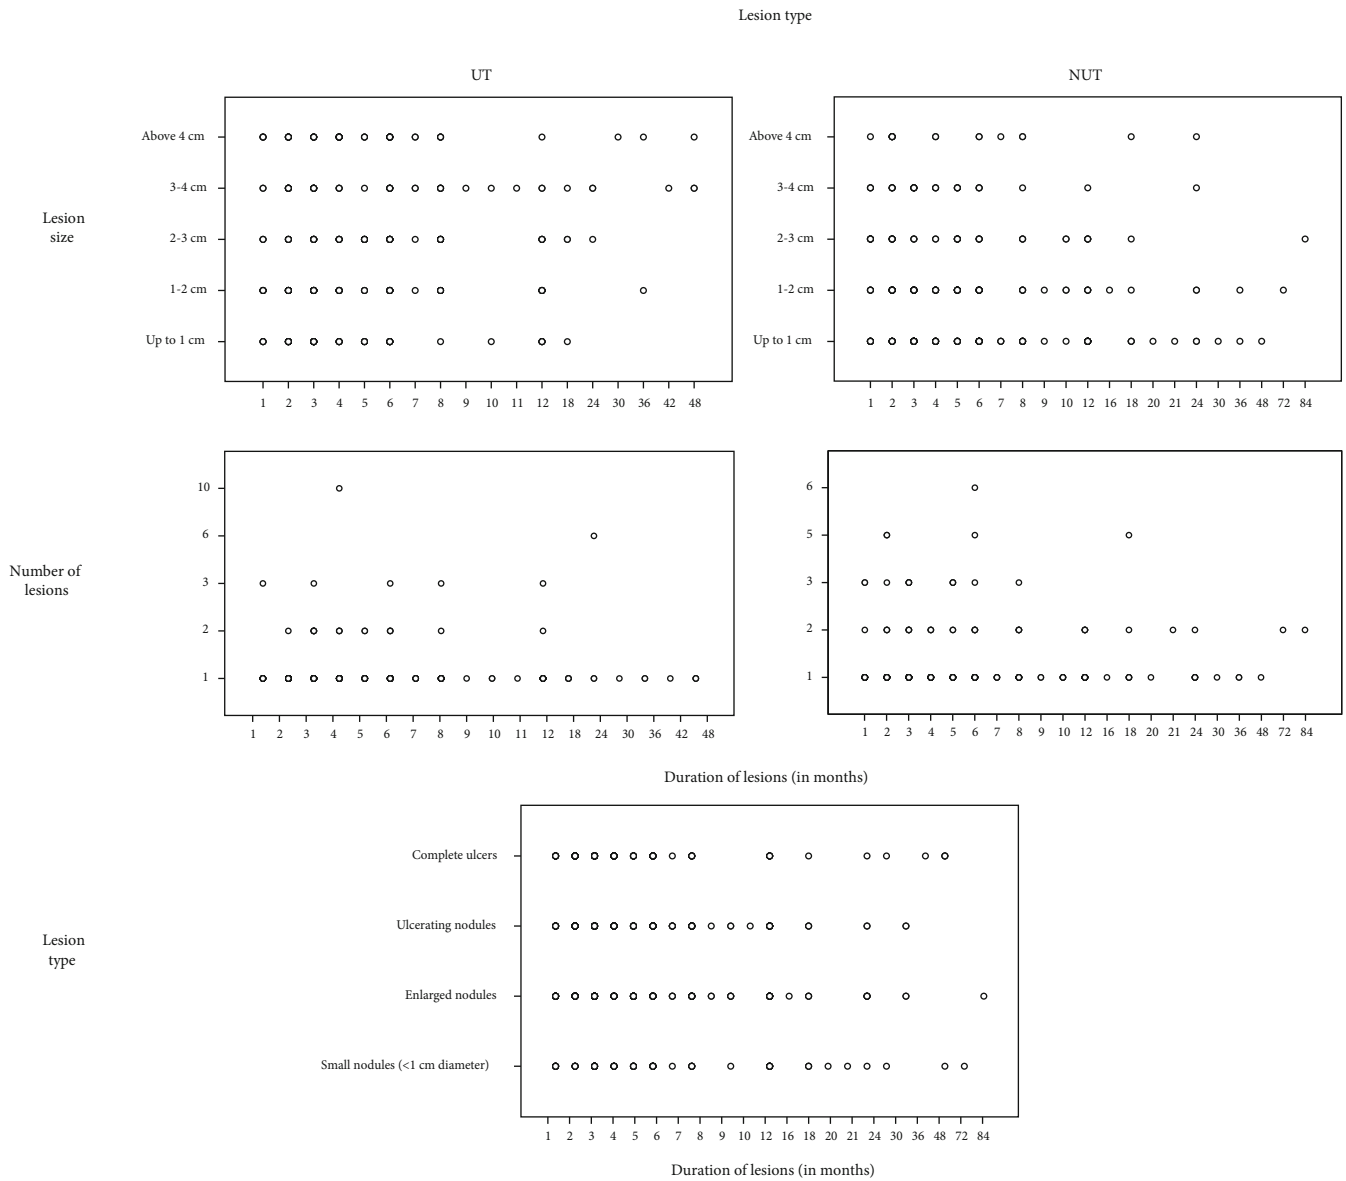 Lesion type
UT
NUT
Lesion
size
Above 4 cm
3-4 cm
2-3 cm
1-2 cm
Up to 1 cm
1 2 3 4 5 6 7 8 9 10 11 12 18 24 30 36 42 48
Above 4 cm
3-4 cm
2-3 cm
1-2 cm
Up to 1 cm
1 2 3 4 5 6 7 8 9 10 12 16 18 20 21 24 30 36 48 72 84
Number of
lesions
10
6
3
2
1
1 2 3 4 5 6 7 8 9 10 11 12 18 24 30 36 42 48
6
5
3
2
1
1 2 3 4 5 6 7 8 9 10 12 16 18 20 21 24 30 36 48 72 84
Duration of lesions (in months)
Lesion
type
Complete ulcers
Ulcerating nodules
Enlarged nodules
Small nodules (<1 cm diameter)
1 2 3 4 5 6 7 8 9 10 12 16 18 20 21 24 30 36 48 72 84
Duration of lesions (in months)